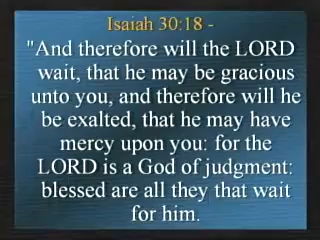 Isaiah 30:18 -
"And therefore will the LORD
wait, that he may be gracious
unto you, and therefore will he
be exalted, that he may have
mercy upon you: for the
LORD is a God of judgment:
blessed are all they that wait
for him.